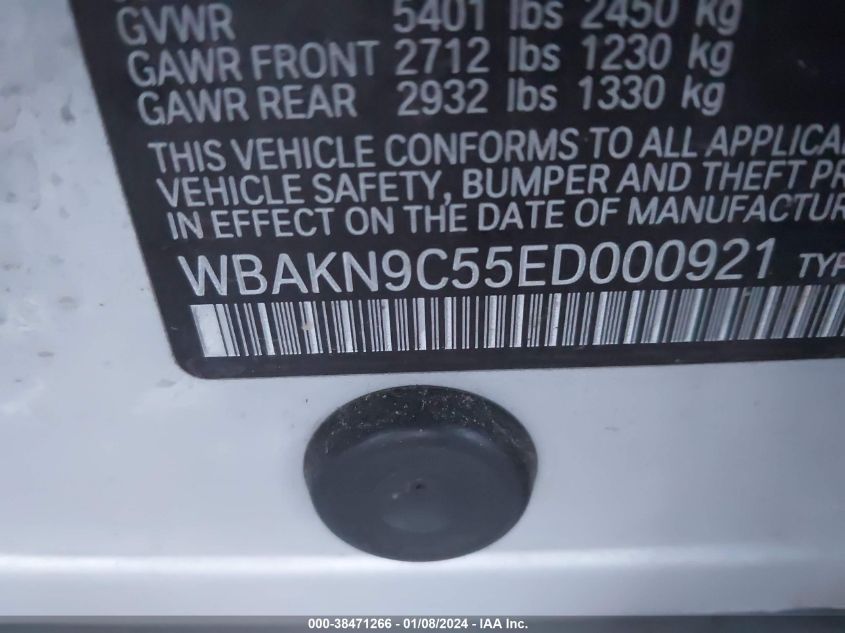 GVWR 5401 lbs 2450 kg
GAWR FRONT 2712 lbs 1230 kg
GAWR REAR 2932 lbs 1330 kg
THIS VEHICLE CONFORMS TO ALL APPLICA
VEHICLE SAFETY, BUMPER AND THEFT PR
IN EFFECT ON THE DATE OF MANUFACTUR
WBAKN9C55ED000921 TYP
000-38471266 - 01/08/2024 - IAA Inc.